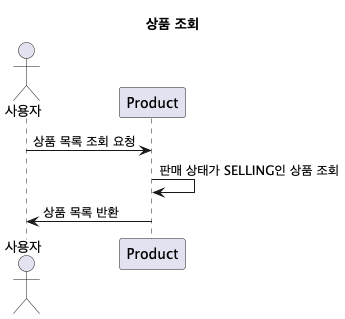 상품 조회
사용자
Product
상품 목록 조회 요청
판매 상태가 SELLING인 상품 조회
상품 목록 반환
사용자
Product